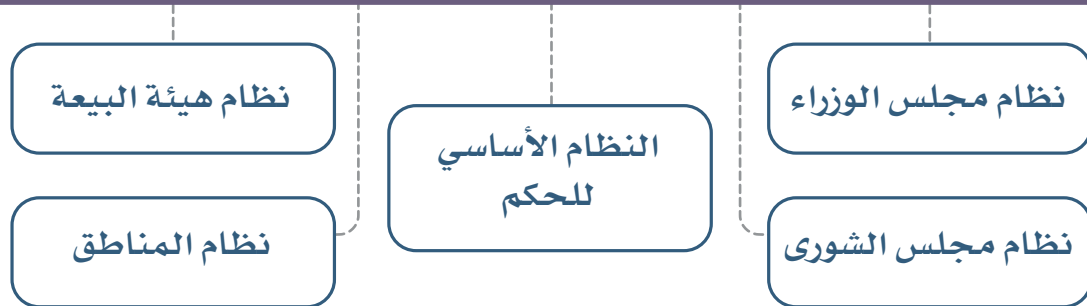 نظام مجلس الوزراء
نظام هيئة البيعة
النظام الأساسي
للحكم
نظام مجلس الشورى
نظام المناطق